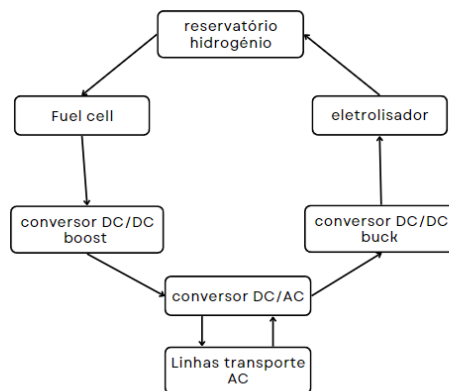 reservatório
hidrogénio
Fuel cell
eletrolisador
conversor DC/DC
boost
conversor DC/DC
buck
conversor DC/AC
Linhas transporte
AC